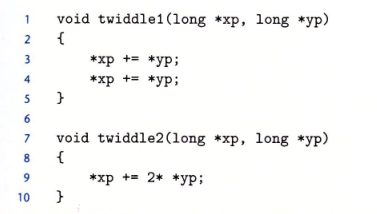 1 void twiddle1(long *xp, long *yp)
2 {
3     *xp += *yp;
4     *xp += *yp;
5 }
6
7 void twiddle2(long *xp, long *yp)
8 {
9     *xp += 2* *yp;
10 }